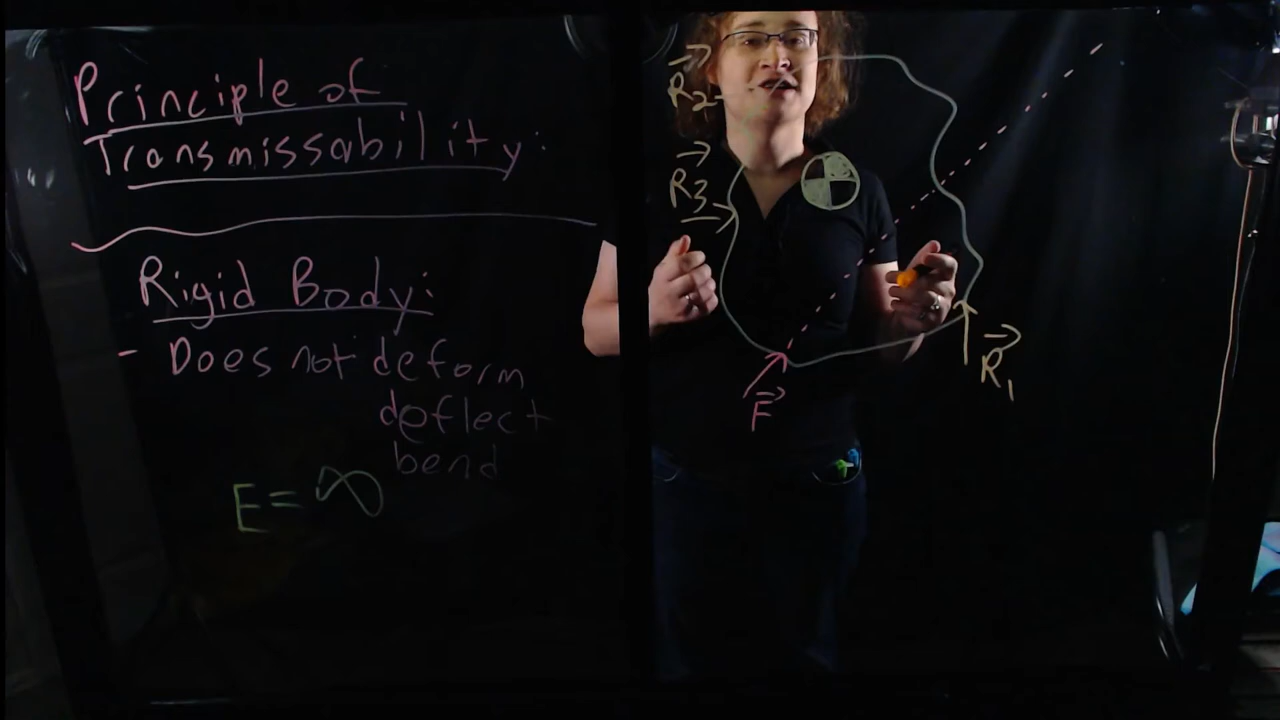 Principle of
Transmissability:
Rigid Body:
- Does not deform
deflect
bend
E = ∞
R2
R3
F
R1